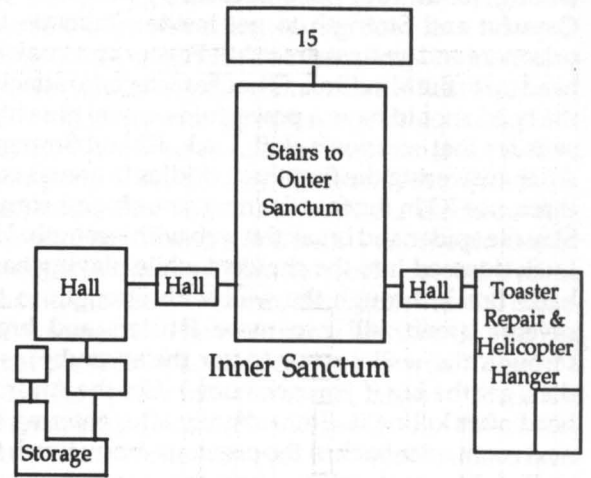 15
Stairs to
Outer
Sanctum
Hall
Hall
Hall
Toaster
Repair &
Helicopter
Hanger
Inner Sanctum
Storage